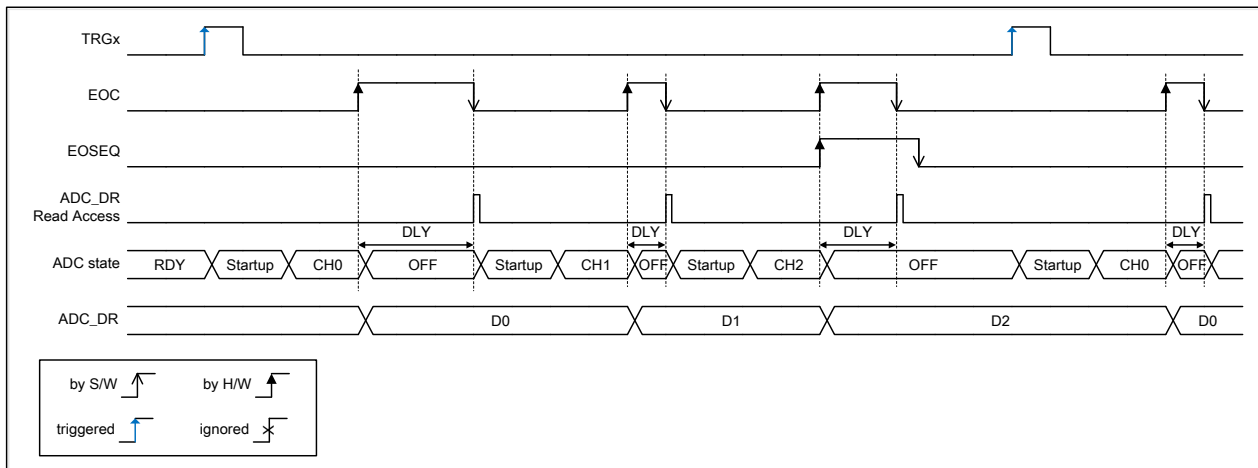 TRGx
EOC
EOSEQ
ADC_DR
Read Access
DLY DLY DLY DLY
ADC state RDY Startup CH0 OFF Startup CH1 OFF Startup CH2 OFF Startup CH0 OFF
ADC_DR D0 D1 D2 D0
by S/W by H/W
triggered ignored